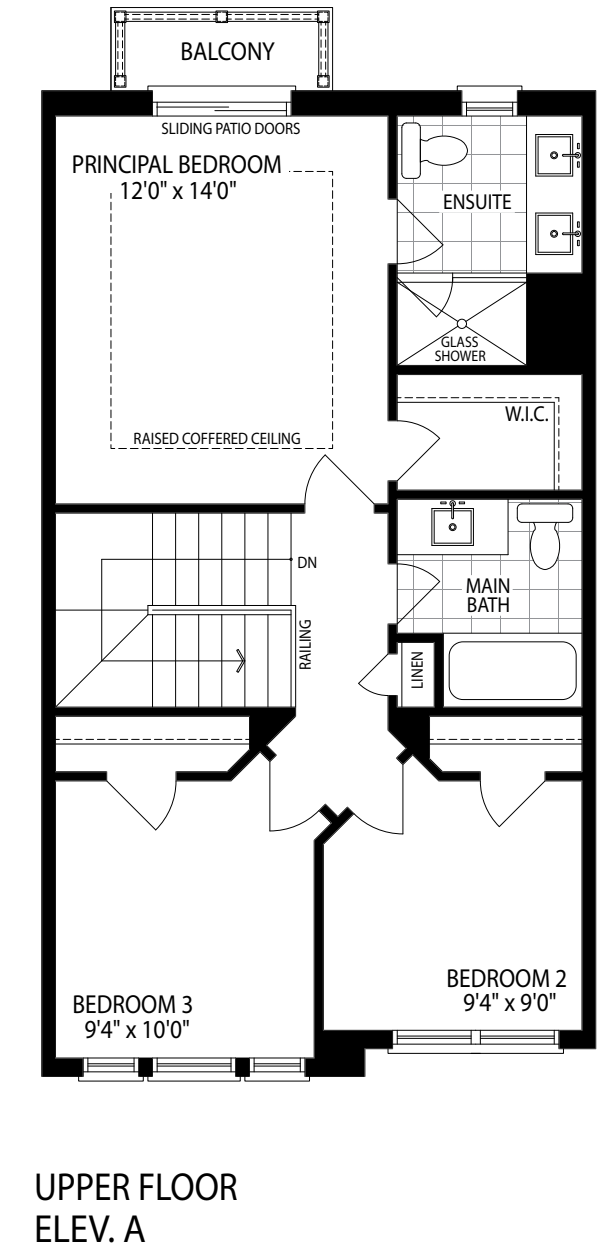 BALCONY
SLIDING PATIO DOORS
PRINCIPAL BEDROOM
12'0" x 14'0"
ENSUITE
GLASS
SHOWER
RAISED COFFERED CEILING
W.I.C.
DN
MAIN
BATH
RAILING
LINEN
BEDROOM 2
9'4" x 9'0"
BEDROOM 3
9'4" x 10'0"
UPPER FLOOR
ELEV. A